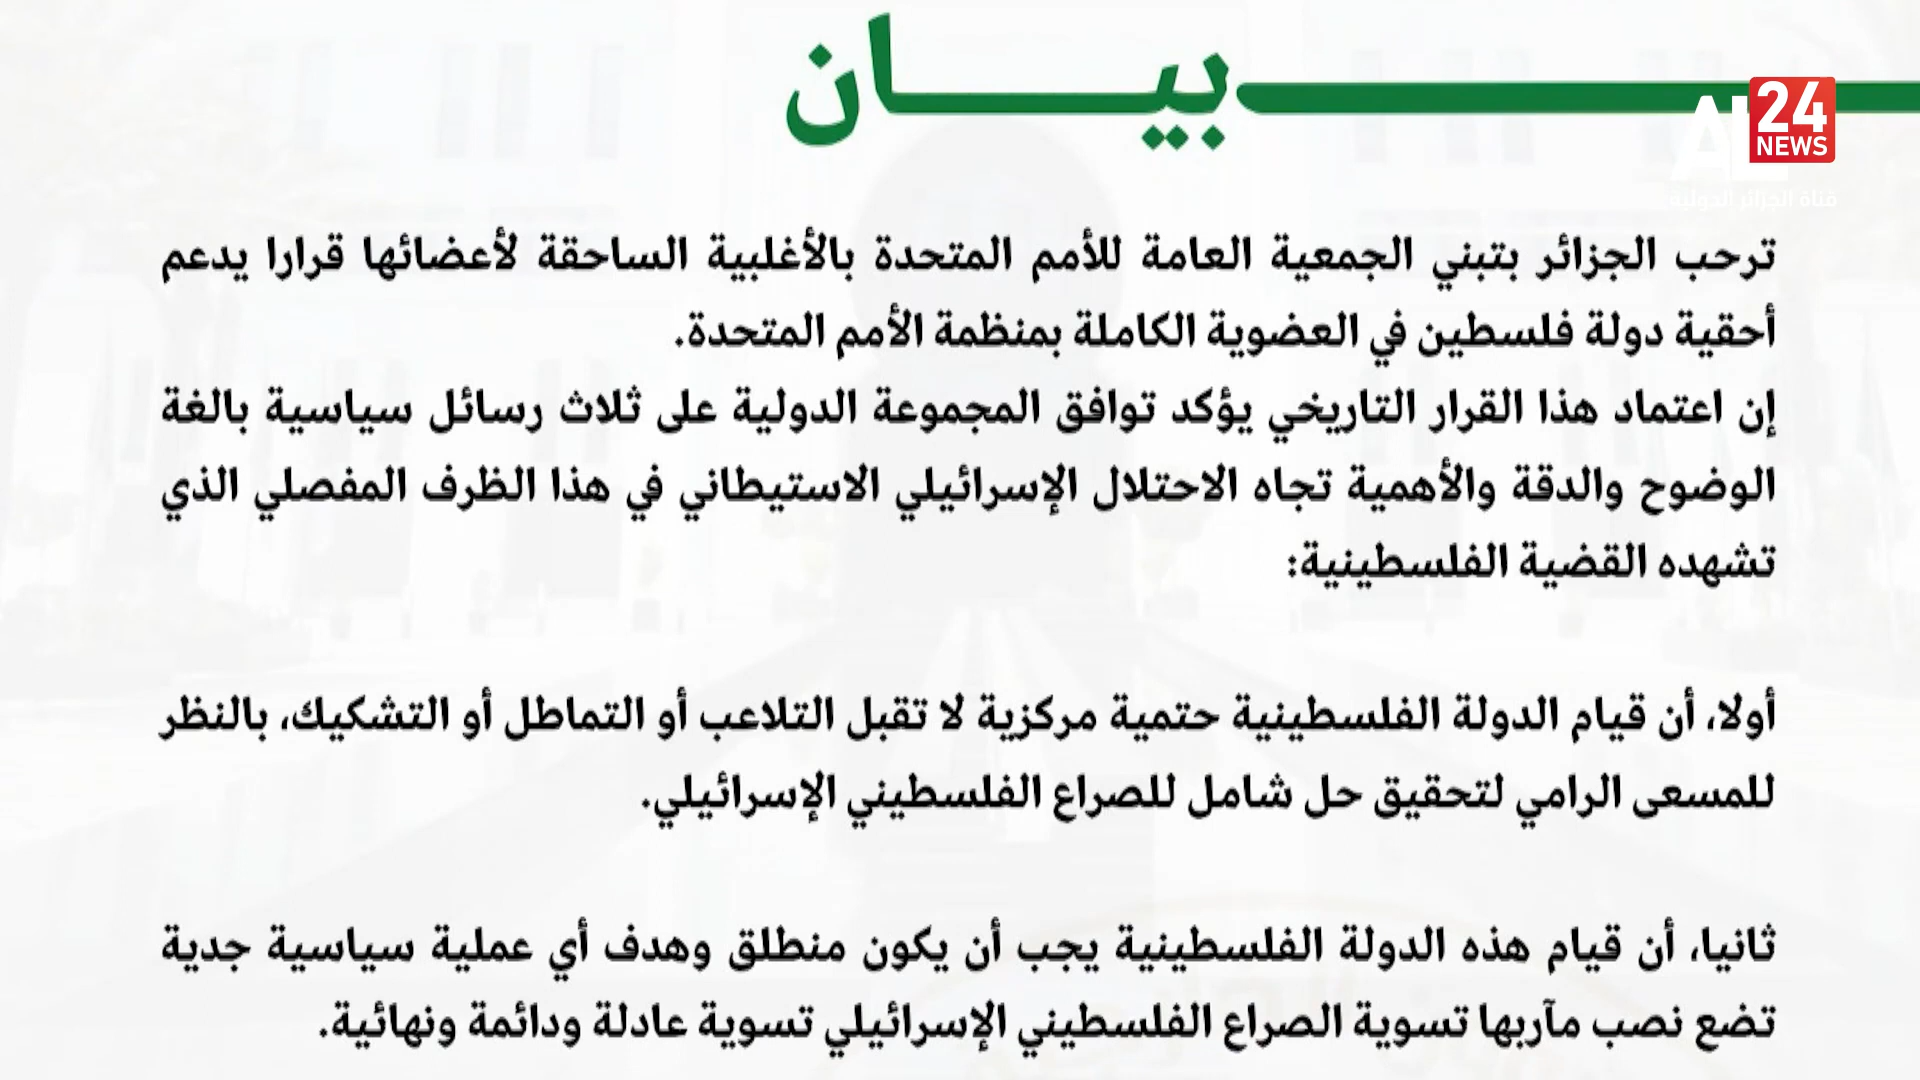 بيـــان
AL
24
NEWS
قناة الجزائر الدولية
ترحب الجزائر بتبني الجمعية العامة للأمم المتحدة بالأغلبية الساحقة لأعضائها قرارا يدعم
أحقية دولة فلسطين في العضوية الكاملة بمنظمة الأمم المتحدة.
إن اعتماد هذا القرار التاريخي يؤكد توافق المجموعة الدولية على ثلاث رسائل سياسية بالغة
الوضوح والدقة والأهمية تجاه الاحتلال الإسرائيلي الاستيطاني في هذا الظرف المفصلي الذي
تشهده القضية الفلسطينية:
أولا، أن قيام الدولة الفلسطينية حتمية مركزية لا تقبل التلاعب أو التماطل أو التشكيك، بالنظر
للمسعى الرامي لتحقيق حل شامل للصراع الفلسطيني الإسرائيلي.
ثانيا، أن قيام هذه الدولة الفلسطينية يجب أن يكون منطلق وهدف أي عملية سياسية جدية
تضع نصب مآربها تسوية الصراع الفلسطيني الإسرائيلي تسوية عادلة ودائمة ونهائية.